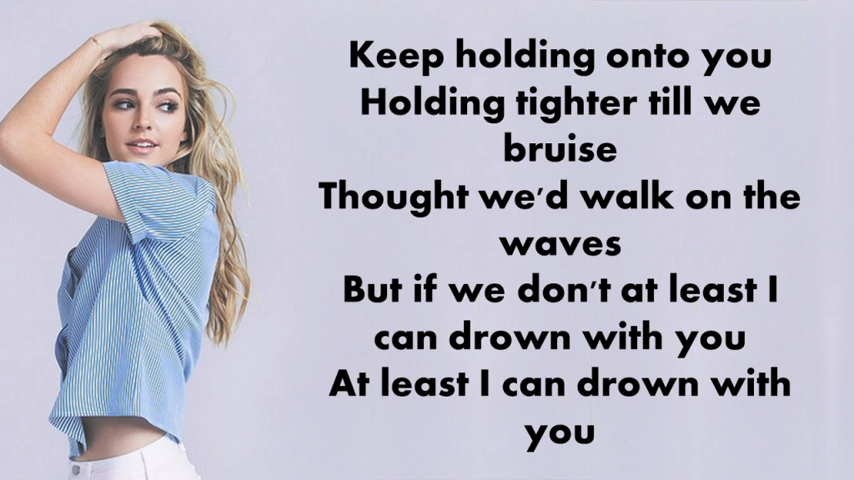 Keep holding onto you
Holding tighter till we
bruise
Thought we'd walk on the
waves
But if we don't at least I
can drown with you
At least I can drown with
you